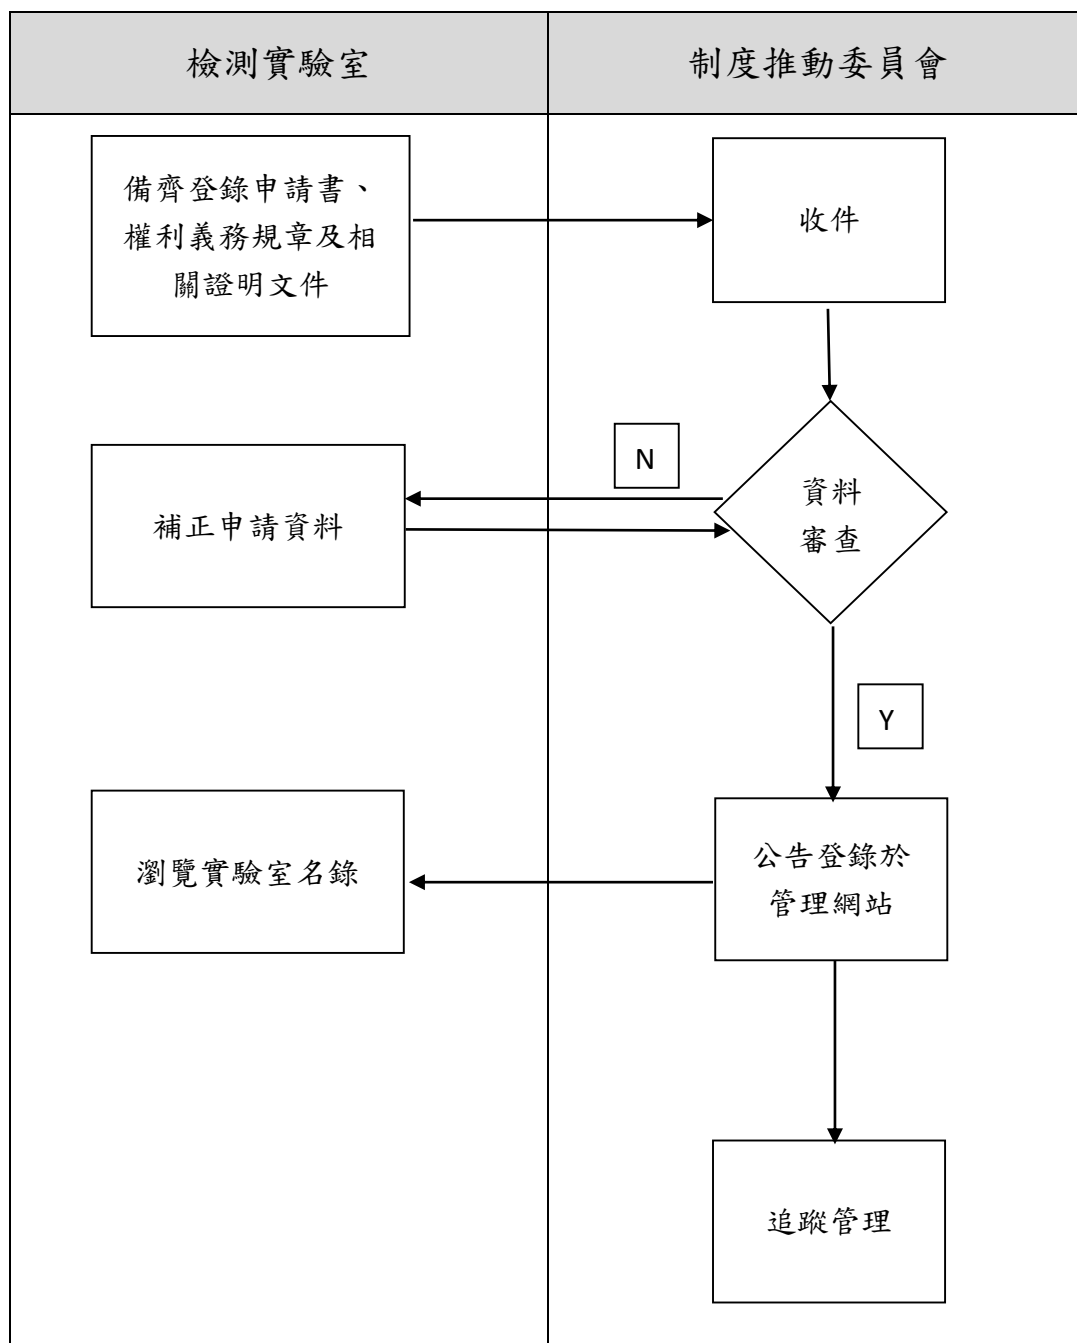 檢測實驗室
制度推動委員會
備齊登錄申請書、
權利義務規章及相
關證明文件
收件
N
補正申請資料
資料
審查
Y
瀏覽實驗室名錄
公告登錄於
管理網站
追蹤管理